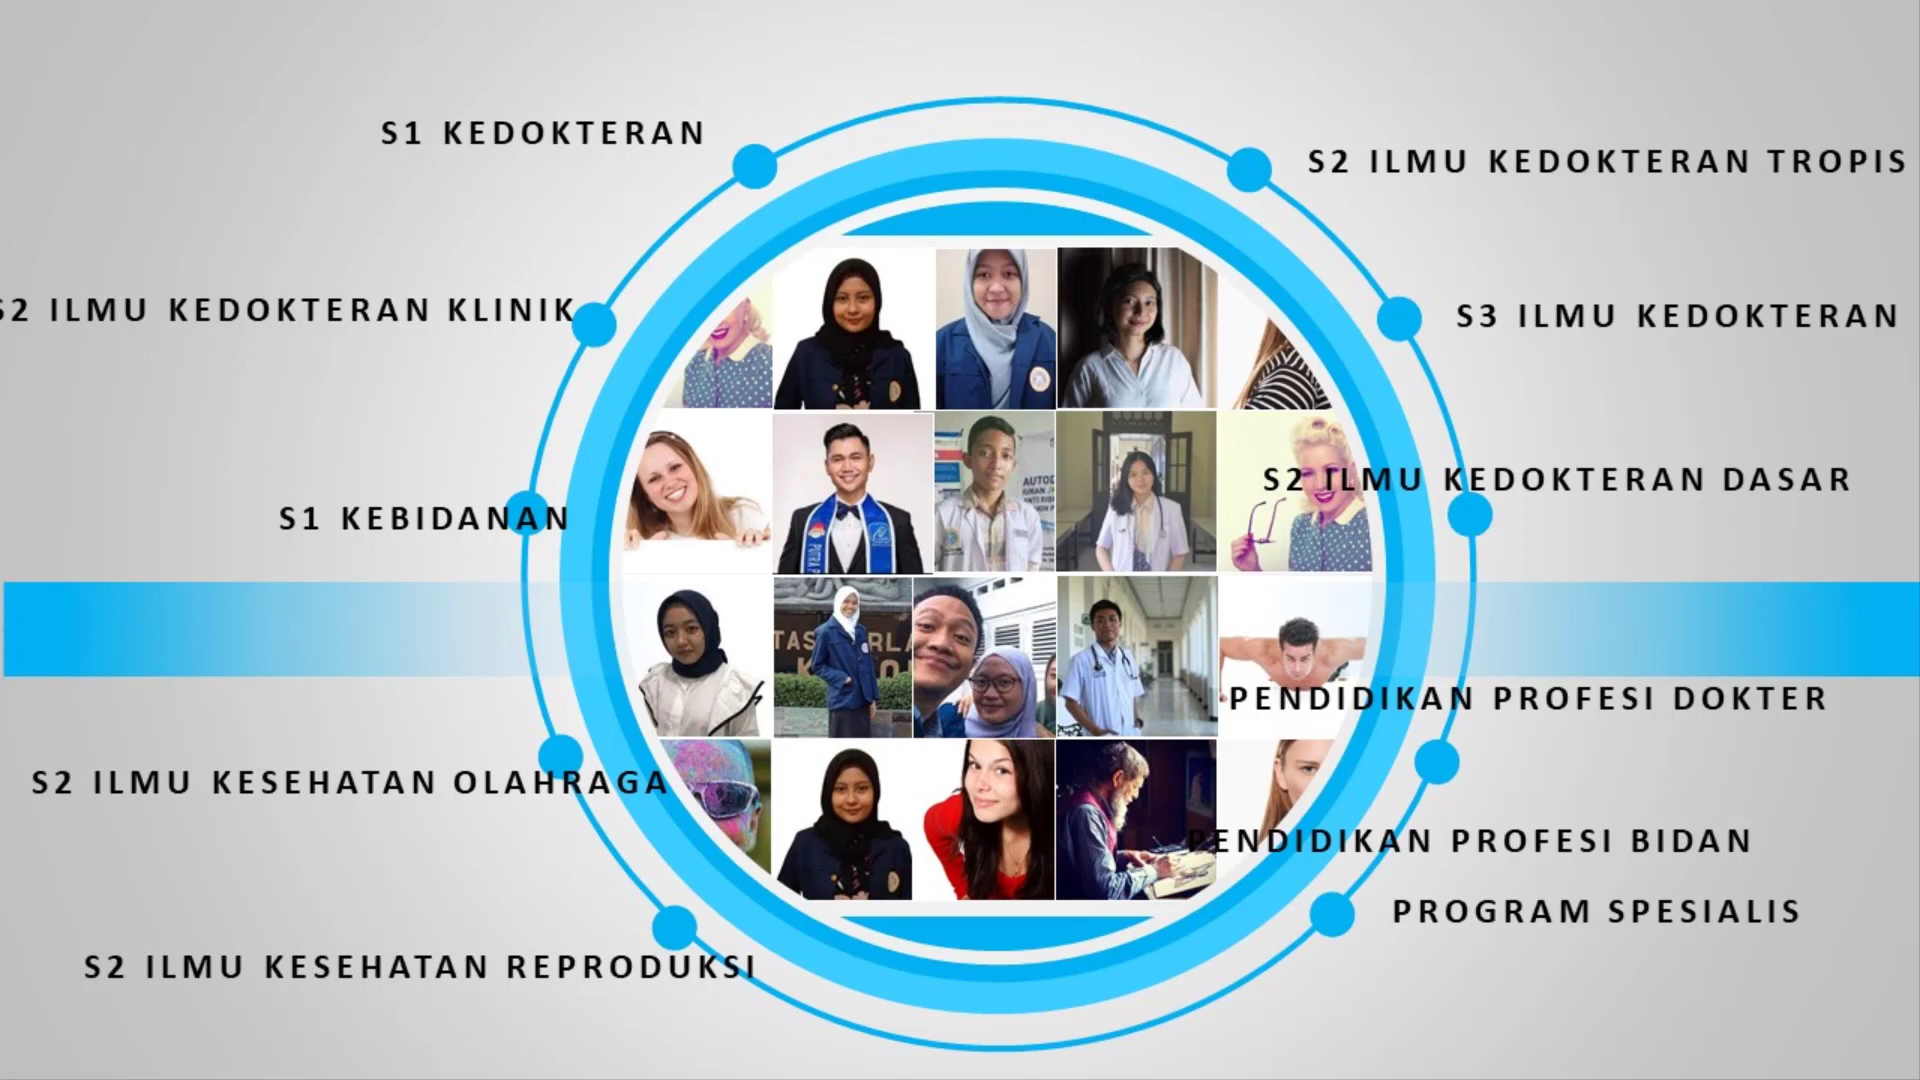 S1 KEDOKTERAN
S2 ILMU KEDOKTERAN TROPIS
S2 ILMU KEDOKTERAN KLINIK
S3 ILMU KEDOKTERAN
S2 ILMU KEDOKTERAN DASAR
S1 KEBIDANAN
PENDIDIKAN PROFESI DOKTER
S2 ILMU KESEHATAN OLAHRAGA
PENDIDIKAN PROFESI BIDAN
PROGRAM SPESIALIS
S2 ILMU KESEHATAN REPRODUKSI
PUTRA